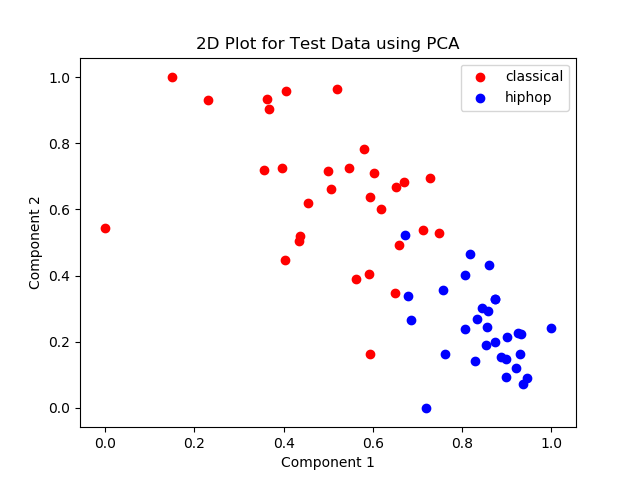 2D Plot for Test Data using PCA
classical
hiphop
1.0
0.8
0.6
0.4
0.2
0.0
Component 2
0.0 0.2 0.4 0.6 0.8 1.0
Component 1